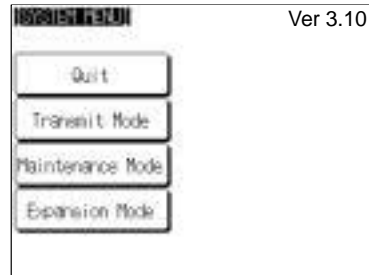 [SYSTEM MENU]
Ver 3.10
Quit
Transmit Mode
Maintenance Mode
Expansion Mode